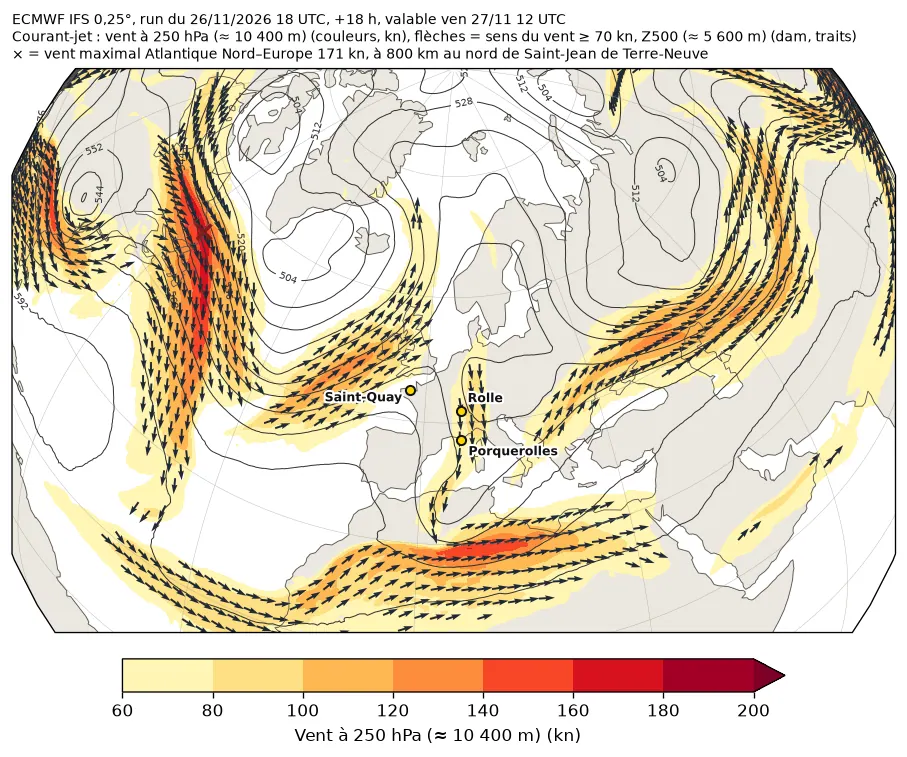 ECMWF IFS 0,25°, run du 26/11/2026 18 UTC, +18 h, valable ven 27/11 12 UTC
Courant-jet : vent à 250 hPa (≈ 10 400 m) (couleurs, kn), flèches = sens du vent ≥ 70 kn, Z500 (≈ 5 600 m) (dam, traits)
× = vent maximal Atlantique Nord–Europe 171 kn, à 800 km au nord de Saint-Jean de Terre-Neuve
504
512
504
528
512
552
512
504
544
520
504
592
Saint-Quay
Rolle
Porquerolles
60 80 100 120 140 160 180 200
Vent à 250 hPa (≈ 10 400 m) (kn)